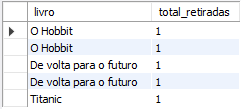 livro total_retiradas
O Hobbit 1
O Hobbit 1
De volta para o futuro 1
De volta para o futuro 1
Titanic 1